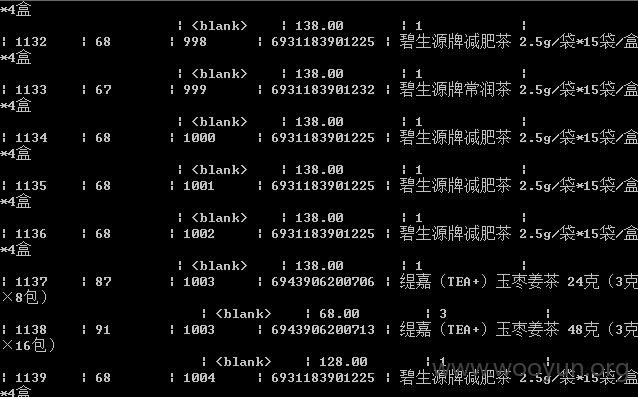 *4盒
¦ <blank> ¦ 138.00 ¦ 1 ¦
¦ 1132 ¦ 68 ¦ 998 ¦ 6931183901225 ¦ 碧生源牌减肥茶 2.5g/袋*15袋/盒
*4盒
¦ <blank> ¦ 138.00 ¦ 1 ¦
¦ 1133 ¦ 67 ¦ 999 ¦ 6931183901232 ¦ 碧生源牌常润茶 2.5g/袋*15袋/盒
*4盒
¦ <blank> ¦ 138.00 ¦ 1 ¦
¦ 1134 ¦ 68 ¦ 1000 ¦ 6931183901225 ¦ 碧生源牌减肥茶 2.5g/袋*15袋/盒
*4盒
¦ <blank> ¦ 138.00 ¦ 1 ¦
¦ 1135 ¦ 68 ¦ 1001 ¦ 6931183901225 ¦ 碧生源牌减肥茶 2.5g/袋*15袋/盒
*4盒
¦ <blank> ¦ 138.00 ¦ 1 ¦
¦ 1136 ¦ 68 ¦ 1002 ¦ 6931183901225 ¦ 碧生源牌减肥茶 2.5g/袋*15袋/盒
*4盒
¦ <blank> ¦ 138.00 ¦ 1 ¦
¦ 1137 ¦ 87 ¦ 1003 ¦ 6943906200706 ¦ 缇嘉（TEA+）玉枣姜茶 24克（3克
×8包）
¦ <blank> ¦ 68.00 ¦ 3 ¦
¦ 1138 ¦ 91 ¦ 1003 ¦ 6943906200713 ¦ 缇嘉（TEA+）玉枣姜茶 48克（3克
×16包）
¦ <blank> ¦ 128.00 ¦ 1 ¦
www.wooyun.org
¦ 1139 ¦ 68 ¦ 1004 ¦ 6931183901225 ¦ 碧生源牌减肥茶 2.5g/袋*15袋/盒
*4盒